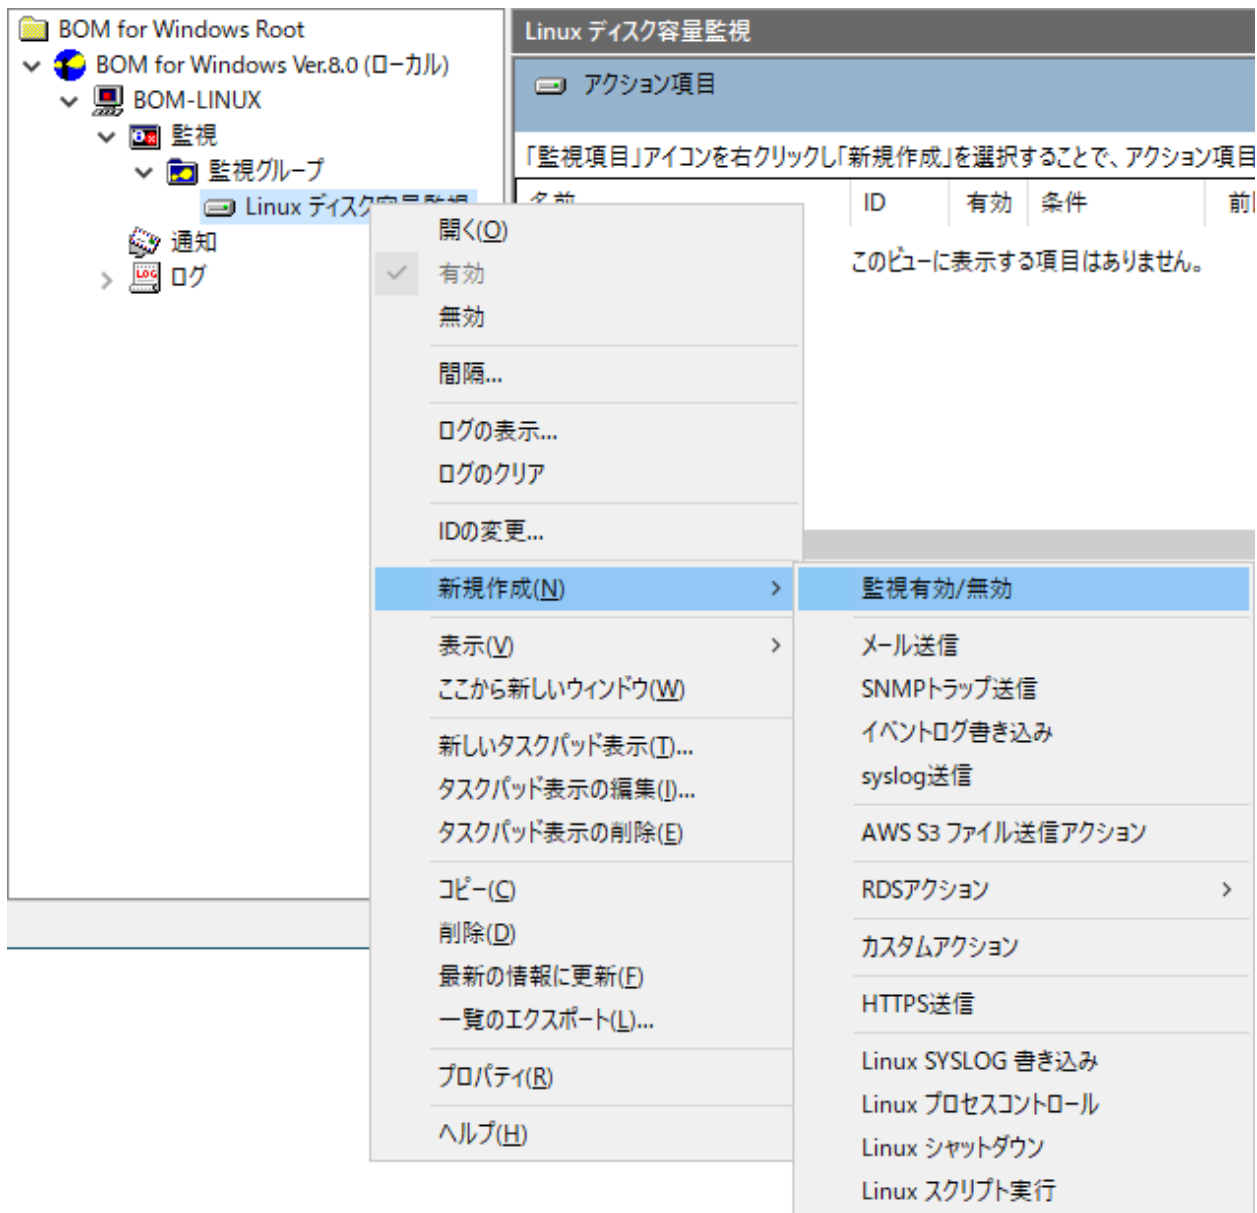 BOM for Windows Root
BOM for Windows Ver.8.0 (ローカル)
BOM-LINUX
監視
監視グループ
Linux ディスク容量監視
通知
ログ
LOG
Linux ディスク容量監視
アクション項目
「監視項目」アイコンを右クリックし「新規作成」を選択することで、アクション項目
名前 ID 有効 条件 前
このビューに表示する項目はありません。
開く(O)
有効
無効
間隔...
ログの表示...
ログのクリア
IDの変更...
新規作成(N)
表示(V)
ここから新しいウィンドウ(W)
新しいタスクパッド表示(T)...
タスクパッド表示の編集(I)...
タスクパッド表示の削除(E)
コピー(C)
削除(D)
最新の情報に更新(F)
一覧のエクスポート(L)...
プロパティ(R)
ヘルプ(H)
監視有効/無効
メール送信
SNMPトラップ送信
イベントログ書き込み
syslog送信
AWS S3 ファイル送信アクション
RDSアクション
カスタムアクション
HTTPS送信
Linux SYSLOG 書き込み
Linux プロセスコントロール
Linux シャットダウン
Linux スクリプト実行